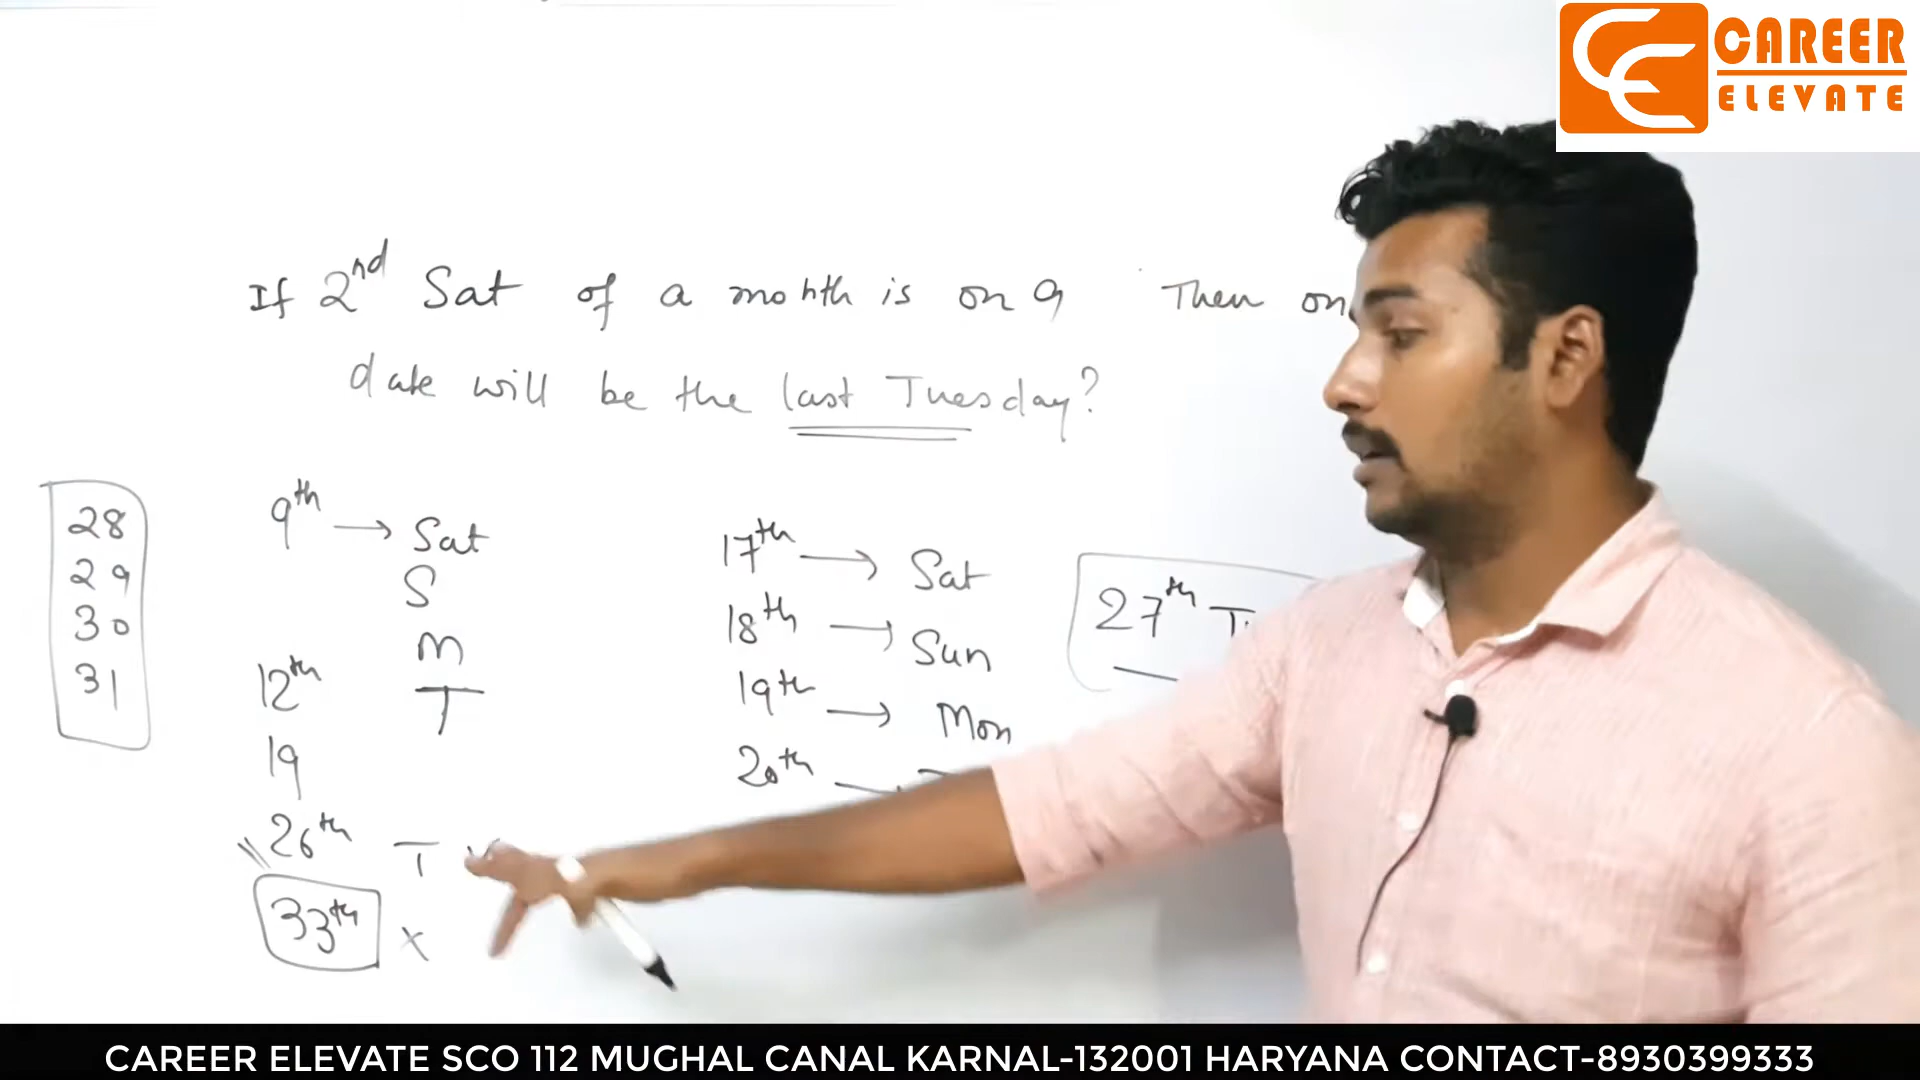 CAREER
ELEVATE
If 2nd Sat of a month is on 9 Then on
date will be the last Tuesday?
28
29
30
31
9th → Sat
S
M
12th T
19
26th T
33th ×
17th → Sat
18th → Sun
19th → Mon
20th
27th
CAREER ELEVATE SCO 112 MUGHAL CANAL KARNAL-132001 HARYANA CONTACT-8930399333